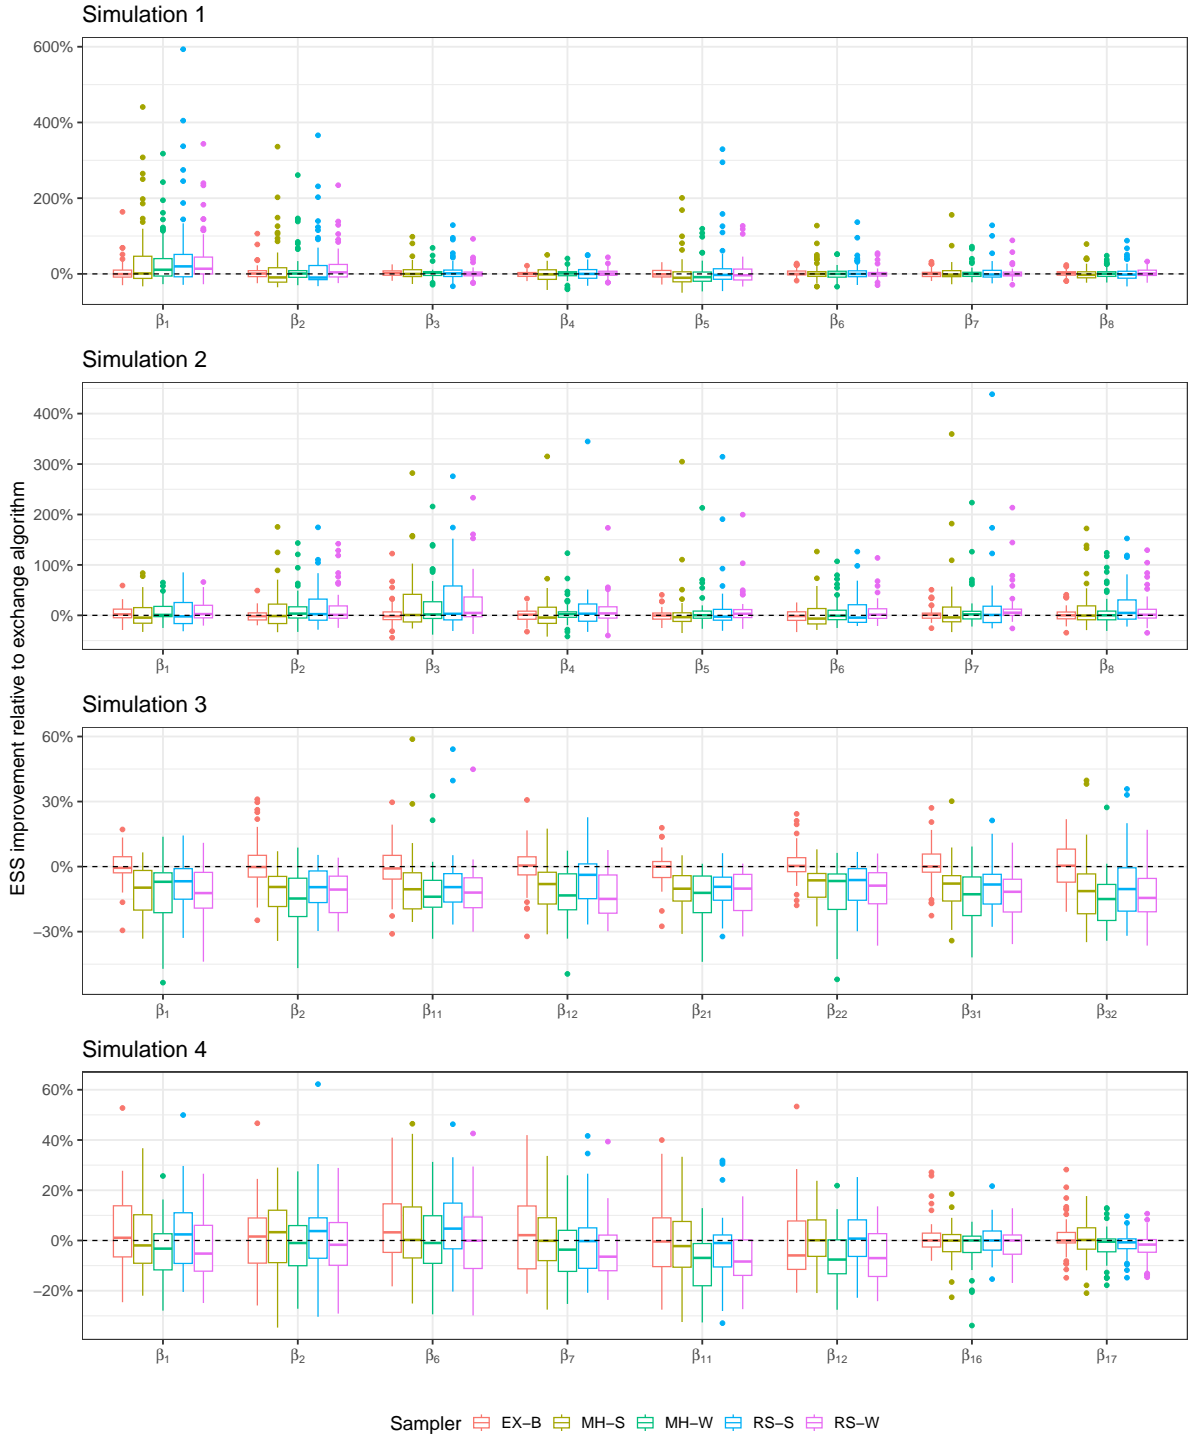 Simulation 1
600%
400%
200%
0%
β₁ β₂ β₃ β₄ β₅ β₆ β₇ β₈
Simulation 2
400%
300%
200%
100%
0%
β₁ β₂ β₃ β₄ β₅ β₆ β₇ β₈
ESS improvement relative to exchange algorithm
Simulation 3
60%
30%
0%
−30%
β₁ β₂ β₁₁ β₁₂ β₂₁ β₂₂ β₃₁ β₃₂
Simulation 4
60%
40%
20%
0%
−20%
β₁ β₂ β₆ β₇ β₁₁ β₁₂ β₁₆ β₁₇
Sampler EX−B MH−S MH−W RS−S RS−W